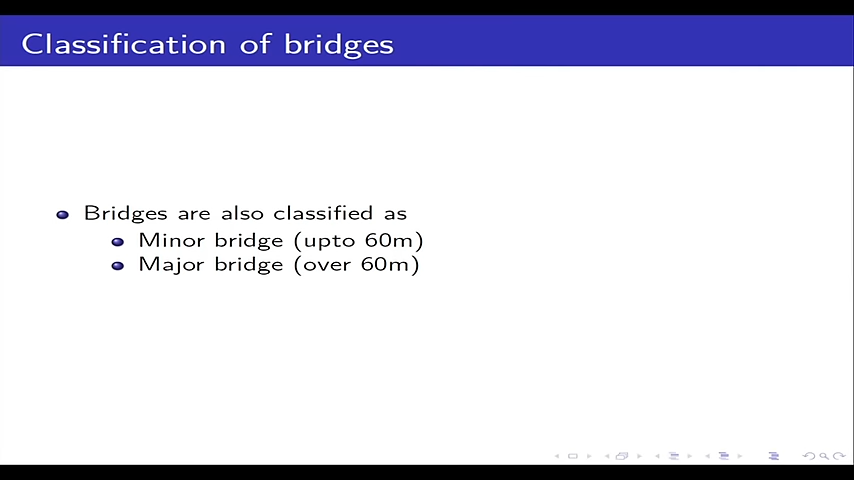 Classification of bridges
Bridges are also classified as
Minor bridge (upto 60m)
Major bridge (over 60m)